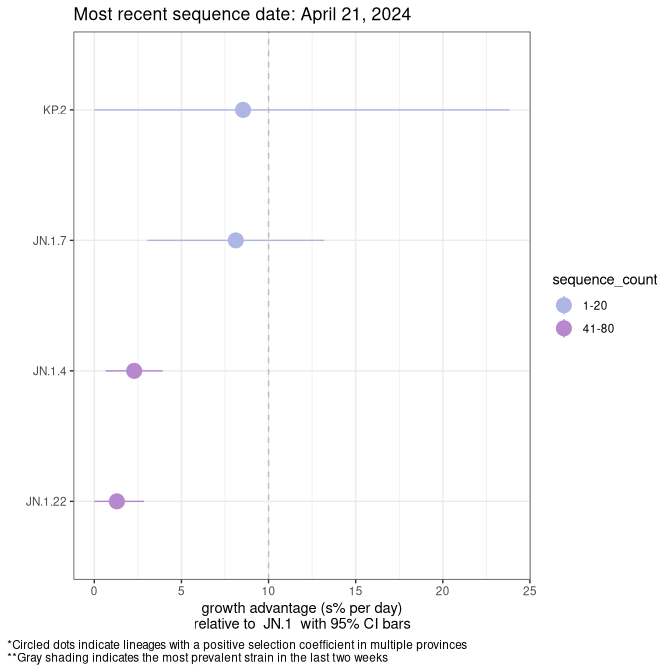 Most recent sequence date: April 21, 2024
KP.2
JN.1.7
JN.1.4
JN.1.22
0 5 10 15 20 25
growth advantage (s% per day)
relative to JN.1 with 95% CI bars
sequence_count
1-20
41-80
*Circled dots indicate lineages with a positive selection coefficient in multiple provinces
**Gray shading indicates the most prevalent strain in the last two weeks